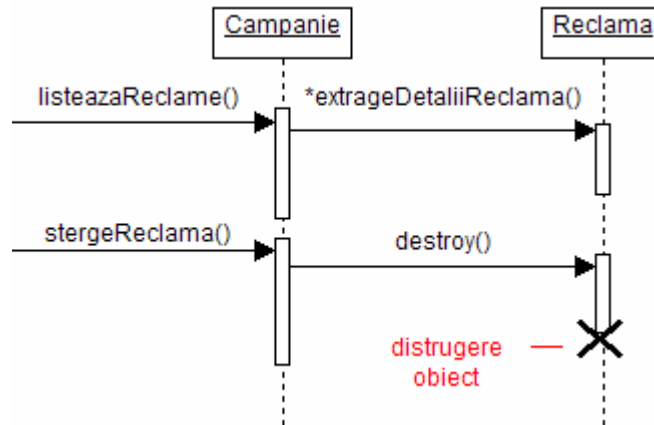 Campanie
Reclama
listeazaReclame()
*extrageDetaliiReclama()
stergeReclama()
destroy()
distrugere
obiect